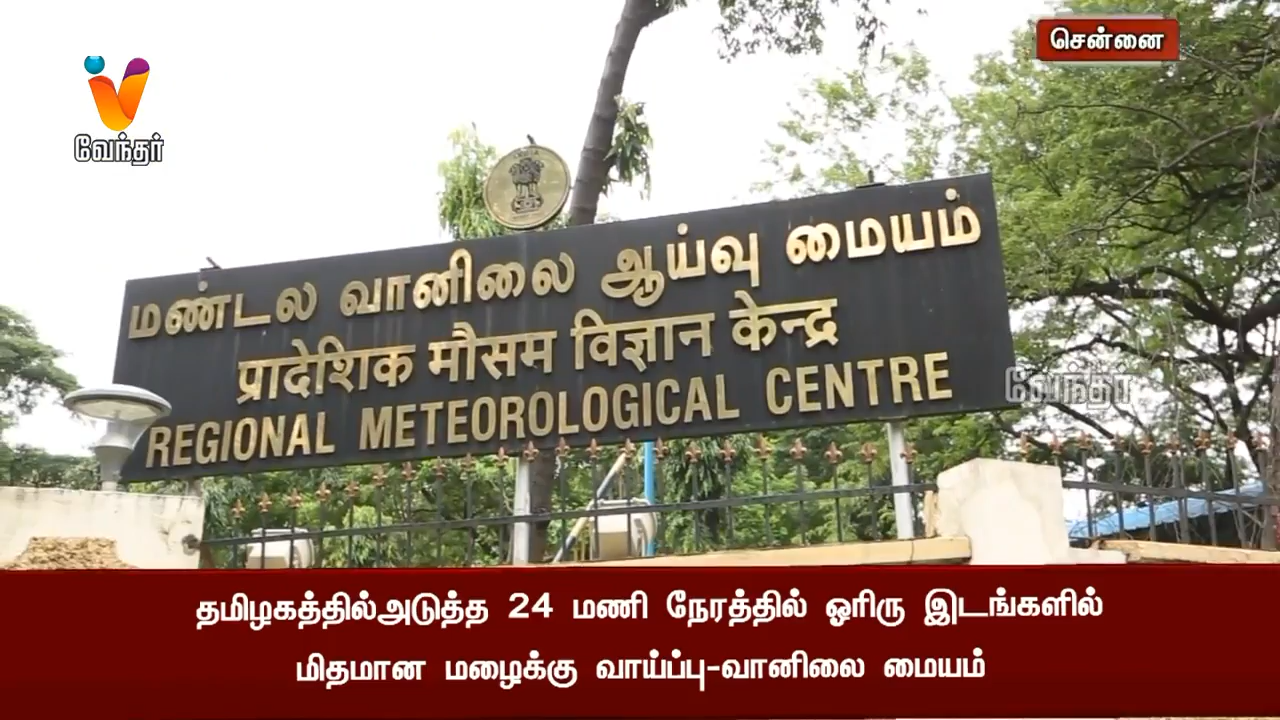 சென்னை
வேந்தர்
மண்டல வானிலை ஆய்வு மையம்
प्रादेशिक मौसम विज्ञान केन्द्र
REGIONAL METEOROLOGICAL CENTRE
வேந்தர்
தமிழகத்தில்அடுத்த 24 மணி நேரத்தில் ஓரிரு இடங்களில்
மிதமான மழைக்கு வாய்ப்பு-வானிலை மையம்